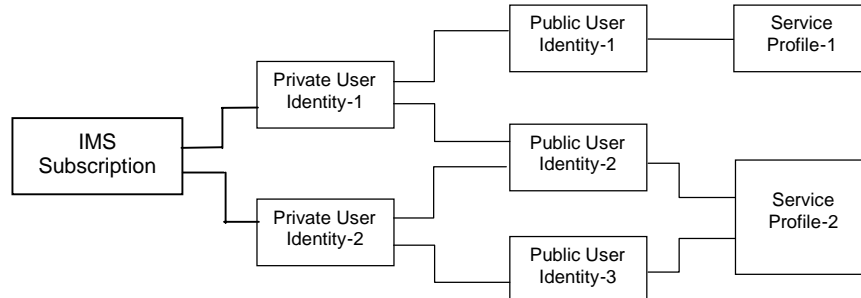 IMS
Subscription
Private User
Identity-1
Private User
Identity-2
Public User
Identity-1
Public User
Identity-2
Public User
Identity-3
Service
Profile-1
Service
Profile-2